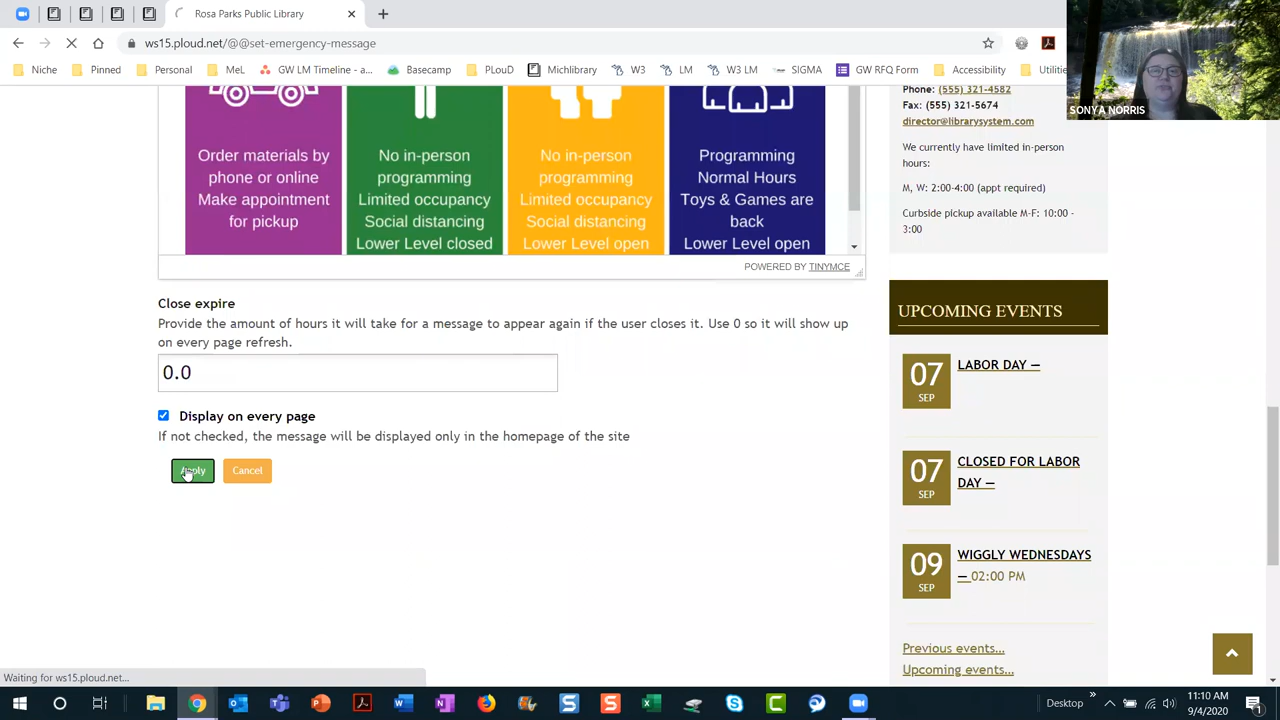 Rosa Parks Public Library
ws15.ploud.net/@@set-emergency-message
Niche Pinned Personal MeL GW LM Timeline - a... Basecamp PLouD Michlibrary W3 LM W3 LM SIGMA GW RFQ Form Accessibility Utilitie
SONYA NORRIS
Order materials by
phone or online
Make appointment
for pickup
No in-person
programming
Limited occupancy
Social distancing
Lower Level closed
No in-person
programming
Limited occupancy
Social distancing
Lower Level open
Programming
Normal Hours
Toys & Games are
back
Lower Level open
POWERED BY TINYMCE
Close expire
Provide the amount of hours it will take for a message to appear again if the user closes it. Use 0 so it will show up
on every page refresh.
0.0
Display on every page
If not checked, the message will be displayed only in the homepage of the site
Apply Cancel
Phone: (555) 321-4582
Fax: (555) 321-5674
director@librarysystem.com
We currently have limited in-person
hours:
M, W: 2:00-4:00 (appt required)
Curbside pickup available M-F: 10:00 -
3:00
UPCOMING EVENTS
07
SEP
LABOR DAY —
07
SEP
CLOSED FOR LABOR
DAY —
09
SEP
WIGGLY WEDNESDAYS
— 02:00 PM
Previous events...
Upcoming events...
Waiting for ws15.ploud.net...
Desktop
11:10 AM
9/4/2020